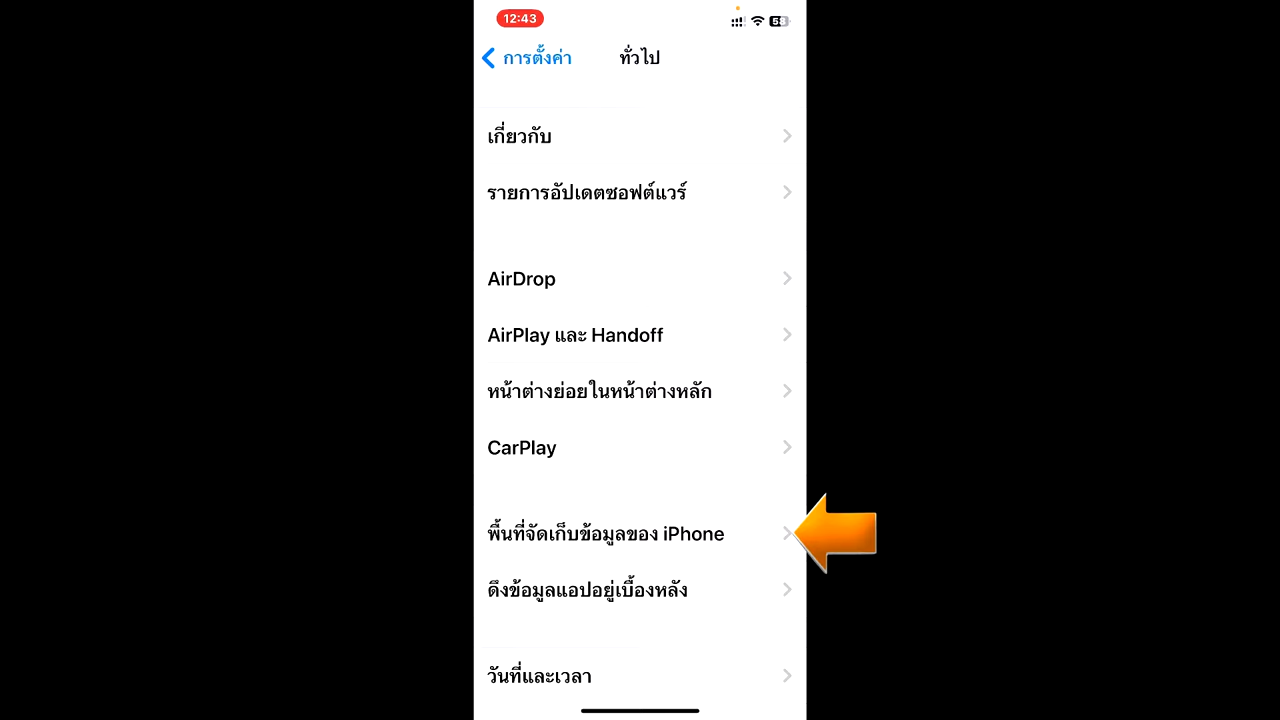 12:43
58
การตั้งค่า
ทั่วไป
เกี่ยวกับ
รายการอัปเดตซอฟต์แวร์
AirDrop
AirPlay และ Handoff
หน้าต่างย่อยในหน้าต่างหลัก
CarPlay
พื้นที่จัดเก็บข้อมูลของ iPhone
ดึงข้อมูลแอปอยู่เบื้องหลัง
วันที่และเวลา